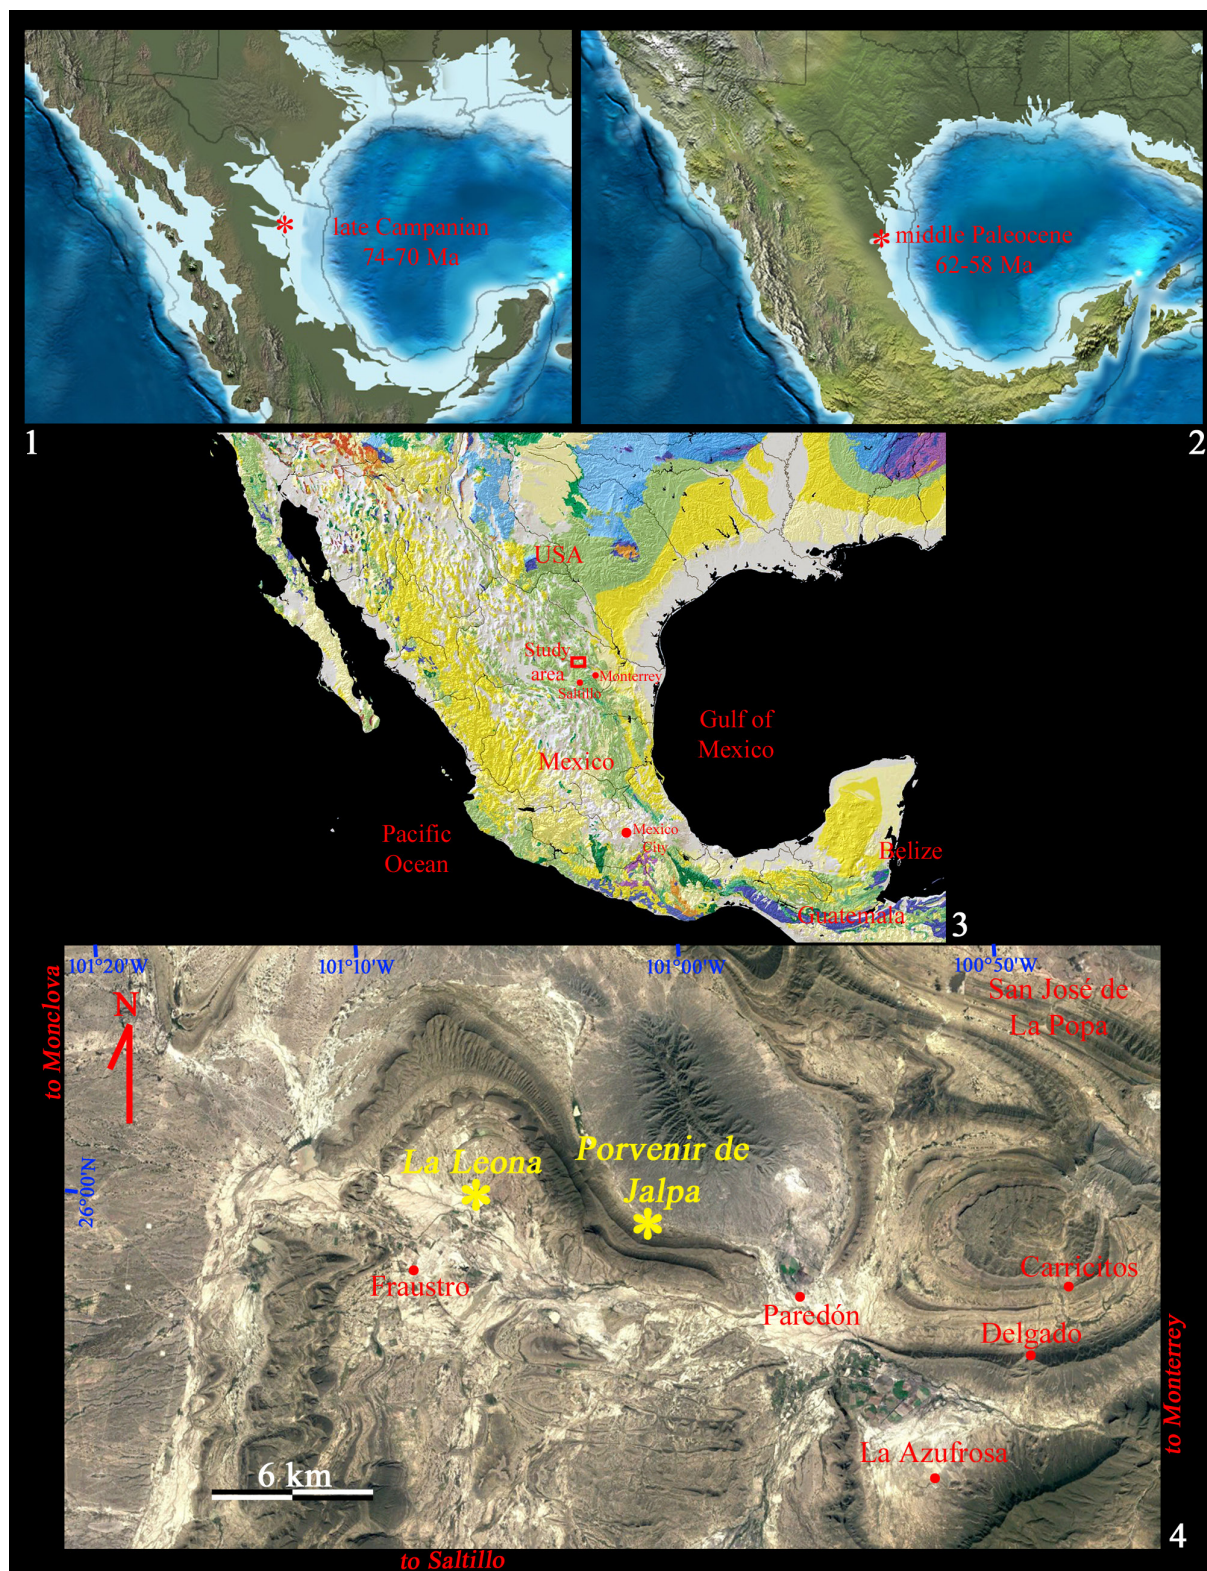 late Campanian
74-70 Ma
middle Paleocene
62-58 Ma
1
2
USA
Study
area
Monterrey
Saltillo
Gulf of
Mexico
Mexico
Mexico
City
Pacific
Ocean
Belize
Guatemala
3
101°20'W
101°10'W
101°00'W
100°50'W
to Monclova
N
San José de
La Popa
La Leona
Porvenir de
Jalpa
26°00'N
Fraustro
Carricitos
Paredón
Delgado
to Monterrey
La Azufrosa
6 km
4
to Saltillo